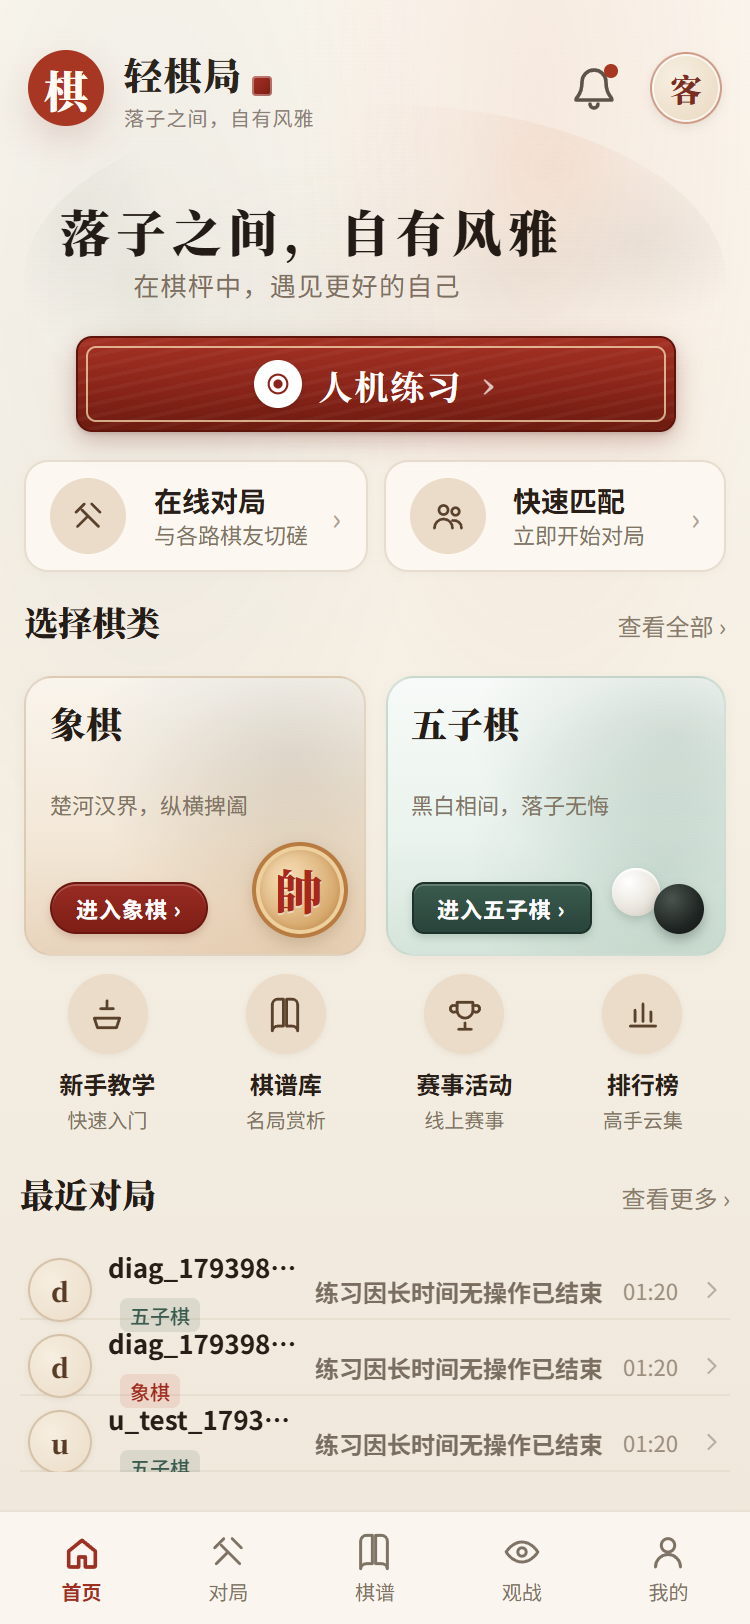 棋
轻棋局
落子之间，自有风雅
客
落子之间，自有风雅
在棋枰中，遇见更好的自己
人机练习 ›
在线对局
与各路棋友切磋 ›
快速匹配
立即开始对局 ›
选择棋类
查看全部 ›
象棋
楚河汉界，纵横捭阖
进入象棋 ›
帥
五子棋
黑白相间，落子无悔
进入五子棋 ›
新手教学
快速入门
棋谱库
名局赏析
赛事活动
线上赛事
排行榜
高手云集
最近对局
查看更多 ›
d
diag_179398…
五子棋
练习因长时间无操作已结束 01:20
d
diag_179398…
象棋
练习因长时间无操作已结束 01:20
u
u_test_1793…
五子棋
练习因长时间无操作已结束 01:20
首页
对局
棋谱
观战
我的